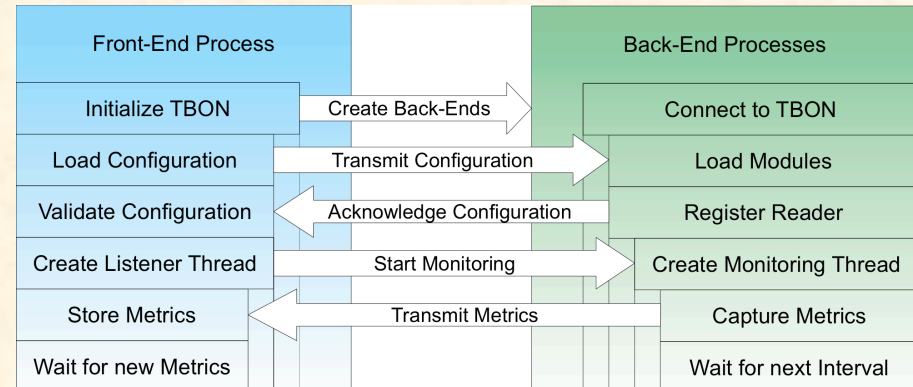 Front-End Process
Back-End Processes
Initialize TBON
Create Back-Ends
Connect to TBON
Load Configuration
Transmit Configuration
Load Modules
Validate Configuration
Acknowledge Configuration
Register Reader
Create Listener Thread
Start Monitoring
Create Monitoring Thread
Store Metrics
Transmit Metrics
Capture Metrics
Wait for new Metrics
Wait for next Interval